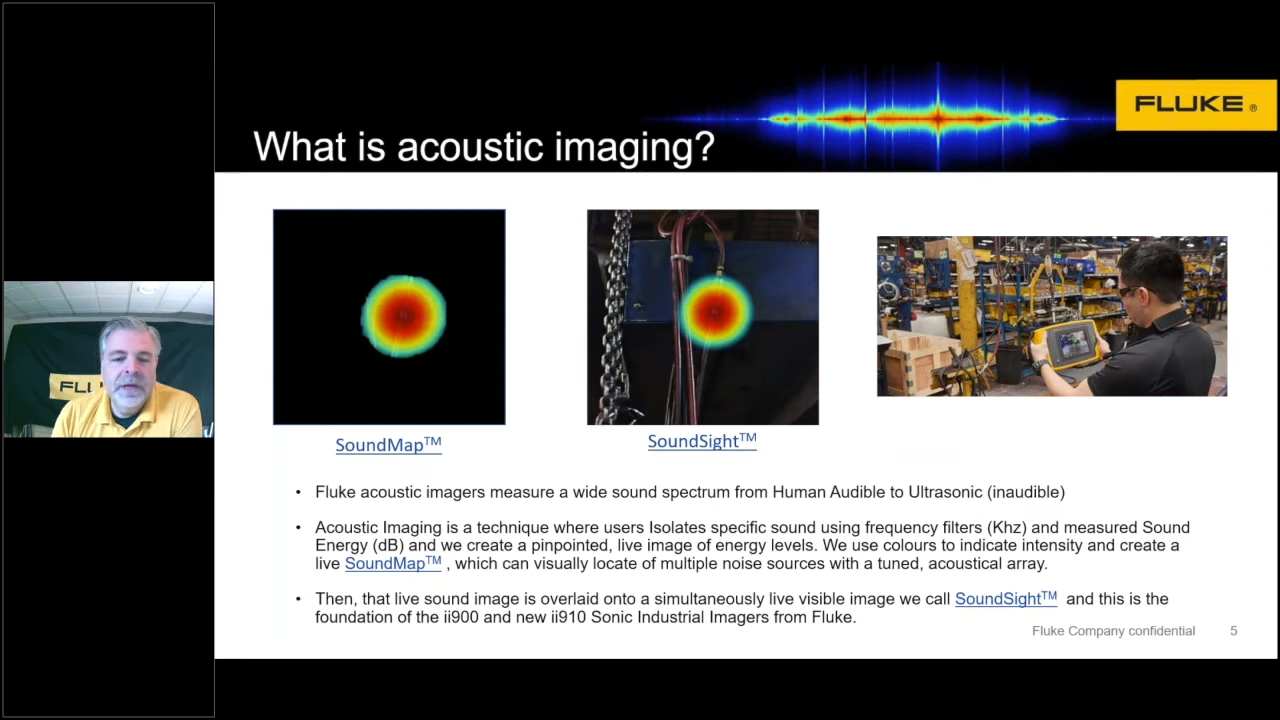 FLUKE ®
What is acoustic imaging?
SoundMap™
SoundSight™
• Fluke acoustic imagers measure a wide sound spectrum from Human Audible to Ultrasonic (inaudible)
• Acoustic Imaging is a technique where users Isolates specific sound using frequency filters (Khz) and measured Sound
Energy (dB) and we create a pinpointed, live image of energy levels. We use colours to indicate intensity and create a
live SoundMap™ , which can visually locate of multiple noise sources with a tuned, acoustical array.
• Then, that live sound image is overlaid onto a simultaneously live visible image we call SoundSight™ and this is the
foundation of the ii900 and new ii910 Sonic Industrial Imagers from Fluke.
Fluke Company confidential 5